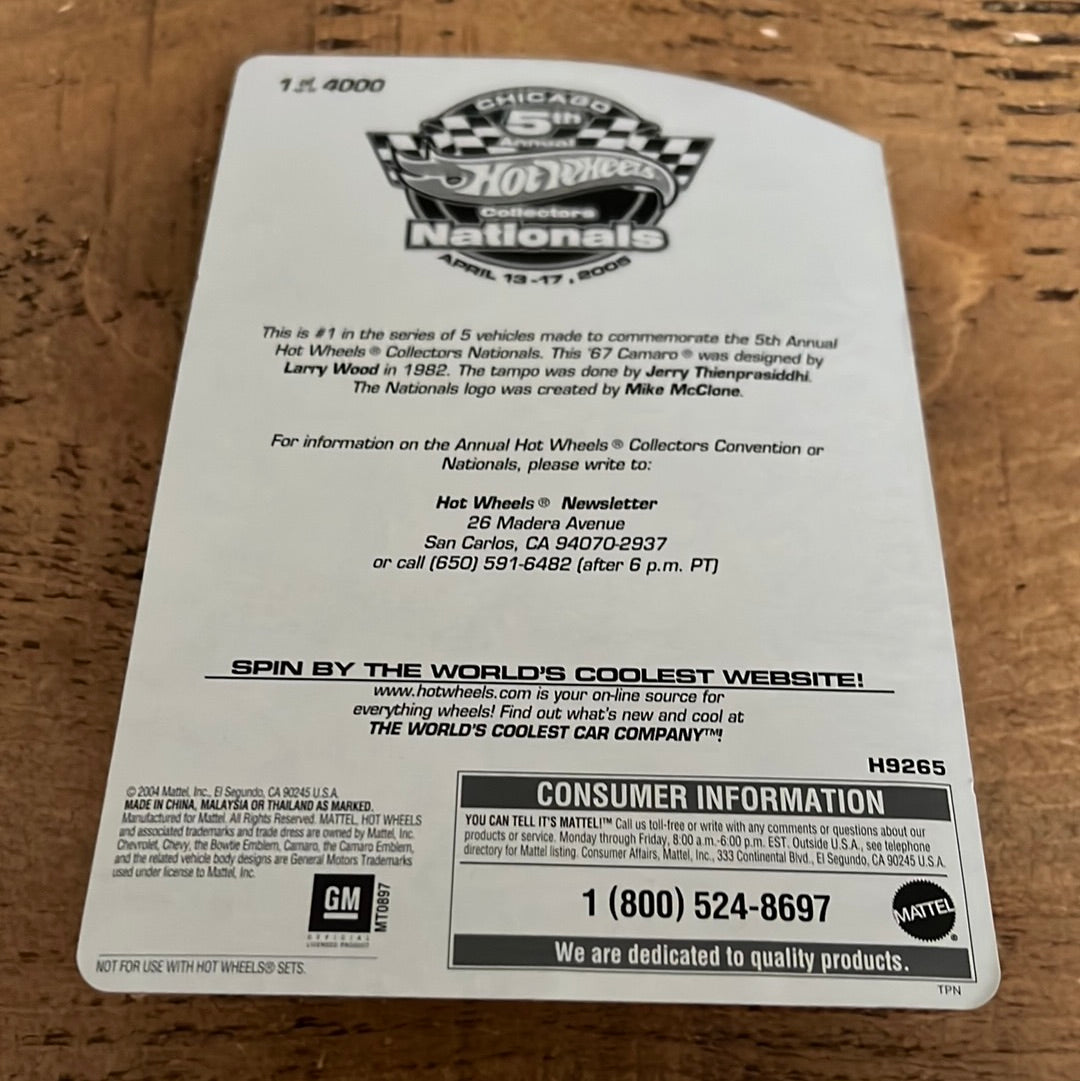 1 of 4000
CHICAGO
5th
Annual
Hot Wheels
Collectors
Nationals
APRIL 13-17, 2005
This is #1 in the series of 5 vehicles made to commemorate the 5th Annual
Hot Wheels® Collectors Nationals. This '67 Camaro® was designed by
Larry Wood in 1982. The tampo was done by Jerry Thienprasiddhi.
The Nationals logo was created by Mike McClone.
For information on the Annual Hot Wheels® Collectors Convention or
Nationals, please write to:
Hot Wheels® Newsletter
26 Madera Avenue
San Carlos, CA 94070-2937
or call (650) 591-6482 (after 6 p.m. PT)
SPIN BY THE WORLD'S COOLEST WEBSITE!
www.hotwheels.com is your on-line source for
everything wheels! Find out what's new and cool at
THE WORLD'S COOLEST CAR COMPANY™!
H9265
© 2004 Mattel, Inc., El Segundo, CA 90245 U.S.A.
MADE IN CHINA, MALAYSIA OR THAILAND AS MARKED.
Manufactured for Mattel. All Rights Reserved. MATTEL, HOT WHEELS
and associated trademarks and trade dress are owned by Mattel, Inc.
Chevrolet, Chevy, the Bowtie Emblem, Camaro, the Camaro Emblem,
and the related vehicle body designs are General Motors Trademarks
used under license to Mattel, Inc.
GM
MT0897
OFFICIAL
LICENSED PRODUCT
NOT FOR USE WITH HOT WHEELS® SETS.
CONSUMER INFORMATION
YOU CAN TELL IT'S MATTEL!™ Call us toll-free or write with any comments or questions about our
products or service. Monday through Friday, 8:00 a.m.-6:00 p.m. EST. Outside U.S.A., see telephone
directory for Mattel listing. Consumer Affairs, Mattel, Inc., 333 Continental Blvd., El Segundo, CA 90245 U.S.A.
1 (800) 524-8697
MATTEL®
We are dedicated to quality products.
TPN